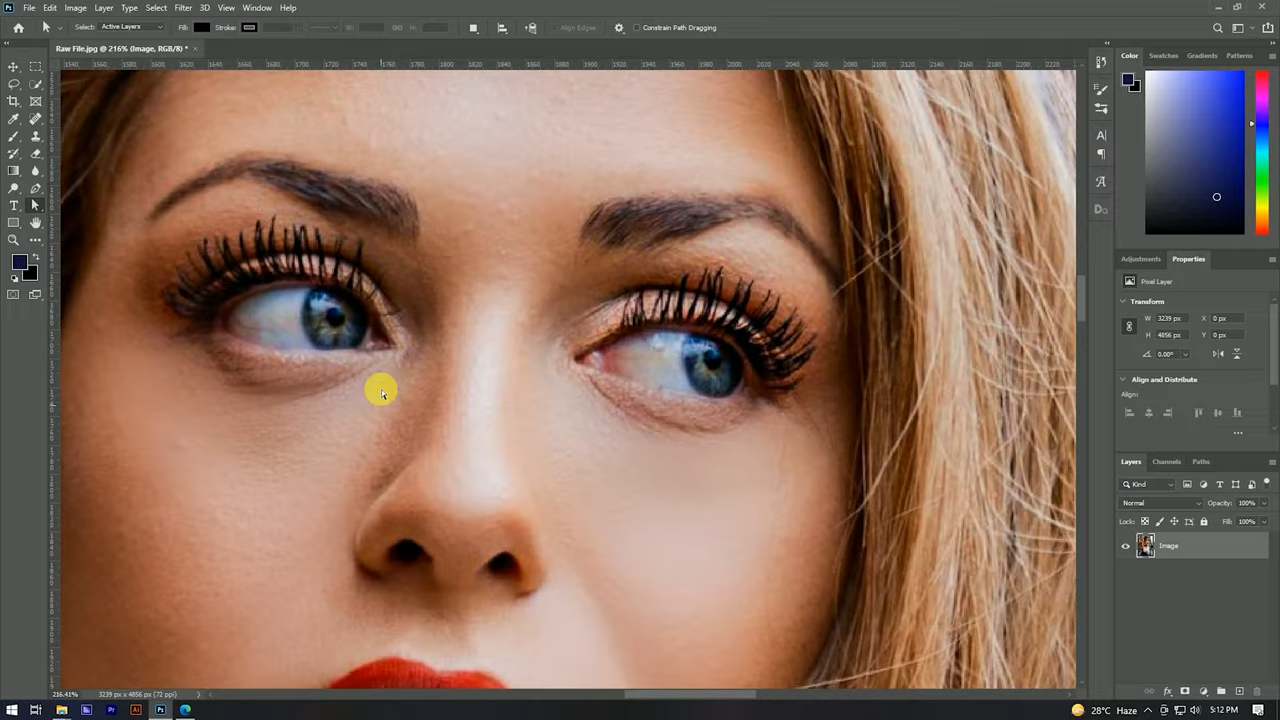 File Edit Image Layer Type Select Filter 3D View Window Help
Select: Active Layers Fill: Stroke: W: H: Align Edges Constrain Path Dragging
Raw File.jpg @ 216% (Image, RGB/8) * ×
Color Swatches Gradients Patterns
Adjustments Properties
Pixel Layer
Transform
W 3239 px X 0 px
H 4856 px Y 0 px
0.00°
Align and Distribute
Align:
Layers Channels Paths
Kind
Normal Opacity: 100%
Lock: Fill: 100%
Image
216.41% 3239 px x 4856 px (72 ppi)
28°C Haze 5:12 PM